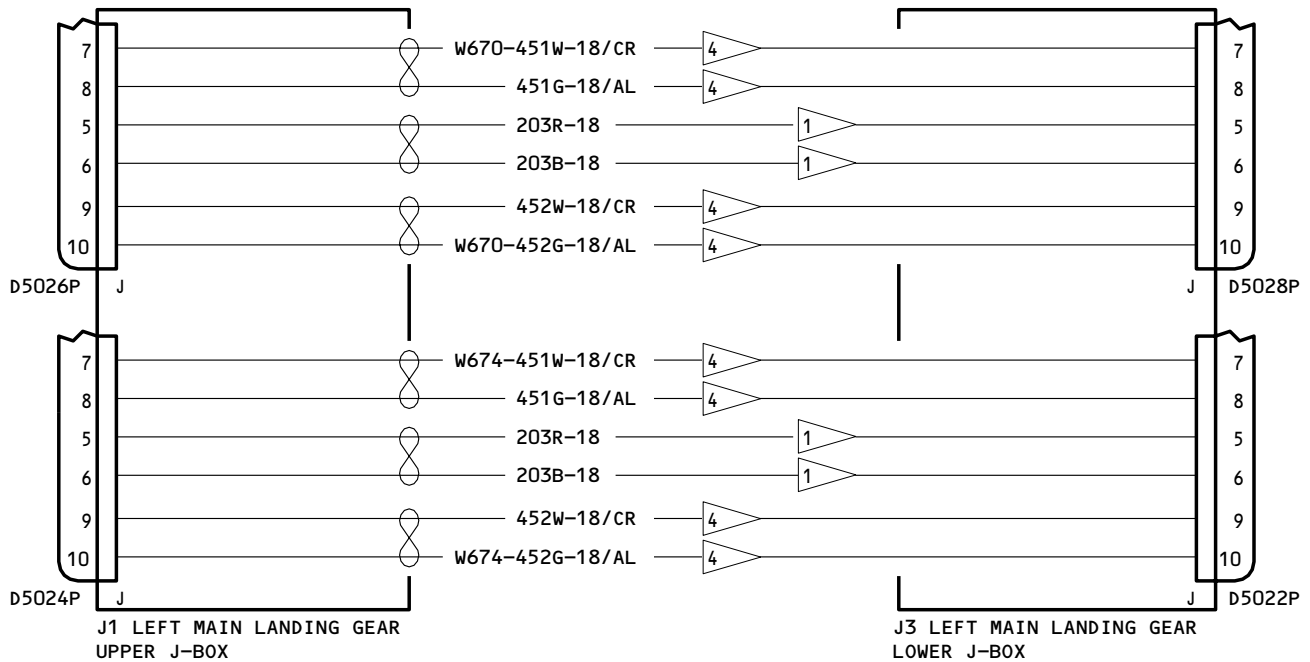 7 W670-451W-18/CR 4 7
8 451G-18/AL 4 8
5 203R-18 1 5
6 203B-18 1 6
9 452W-18/CR 4 9
10 W670-452G-18/AL 4 10
D5026P J J D5028P
7 W674-451W-18/CR 4 7
8 451G-18/AL 4 8
5 203R-18 1 5
6 203B-18 1 6
9 452W-18/CR 4 9
10 W674-452G-18/AL 4 10
D5024P J J D5022P
J1 LEFT MAIN LANDING GEAR
UPPER J-BOX
J3 LEFT MAIN LANDING GEAR
LOWER J-BOX